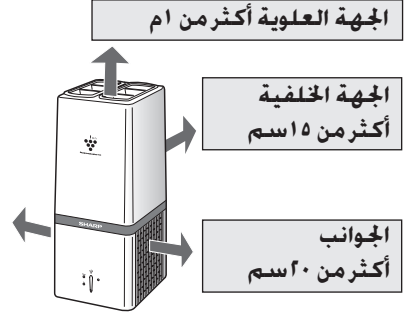 الجهة العلوية أكثر من ١م
الجهة الخلفية
أكثر من ١٥سم
SHARP
الجوانب
أكثر من ٢٠سم